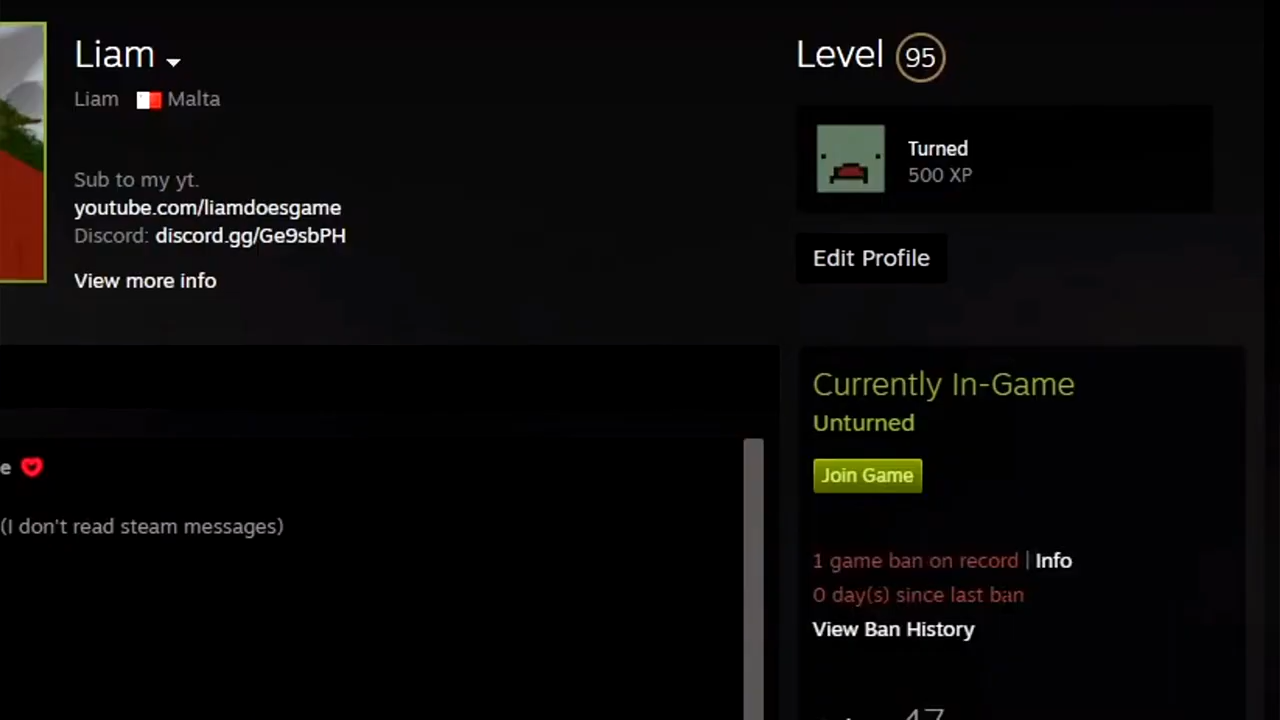 Liam
Liam Malta
Sub to my yt.
youtube.com/liamdoesgame
Discord: discord.gg/Ge9sbPH
View more info
Level 95
Turned
500 XP
Edit Profile
e
(I don't read steam messages)
Currently In-Game
Unturned
Join Game
1 game ban on record | Info
0 day(s) since last ban
View Ban History
47